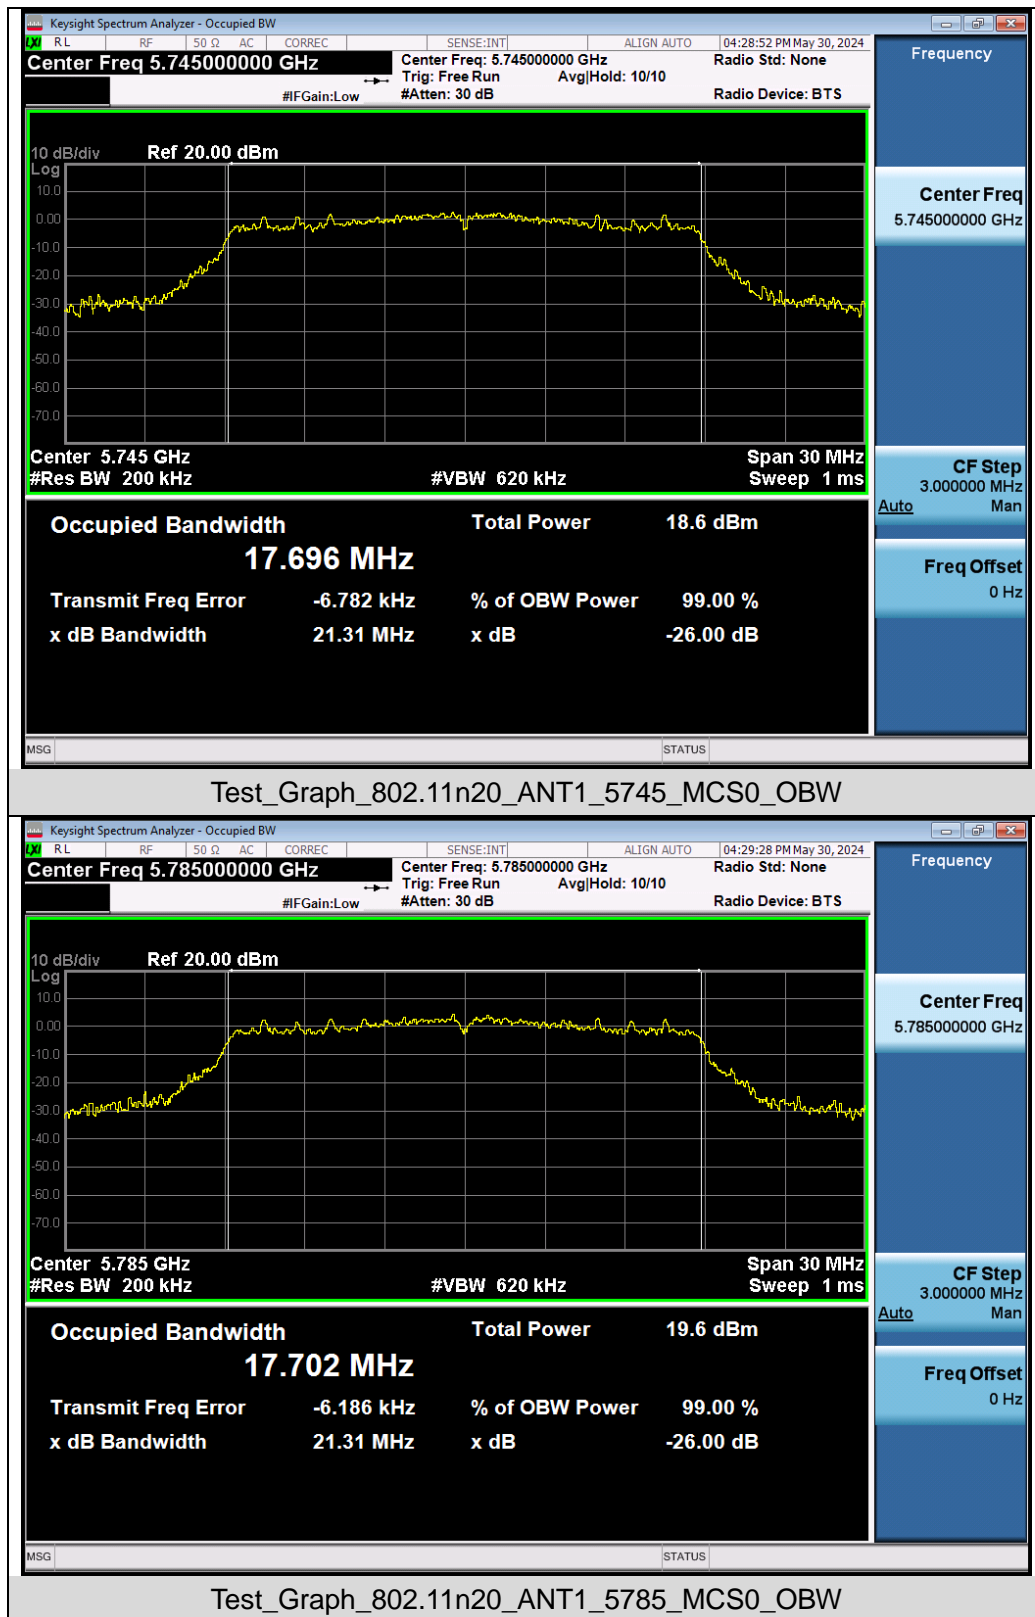 Keysight Spectrum Analyzer - Occupied BW
LXI RL RF 50 Ω AC CORREC SENSE:INT ALIGN AUTO 04:28:52 PM May 30, 2024
Center Freq 5.745000000 GHz
Center Freq: 5.745000000 GHz Radio Std: None
Trig: Free Run Avg|Hold: 10/10
#IFGain:Low #Atten: 30 dB Radio Device: BTS
Frequency
10 dB/div Ref 20.00 dBm
Log
10.0
0.00
-10.0
-20.0
-30.0
-40.0
-50.0
-60.0
-70.0
Center Freq
5.745000000 GHz
Center 5.745 GHz Span 30 MHz
#Res BW 200 kHz #VBW 620 kHz Sweep 1 ms
CF Step
3.000000 MHz
Auto Man
Occupied Bandwidth Total Power 18.6 dBm
17.696 MHz
Transmit Freq Error -6.782 kHz % of OBW Power 99.00 %
x dB Bandwidth 21.31 MHz x dB -26.00 dB
Freq Offset
0 Hz
MSG STATUS
Test_Graph_802.11n20_ANT1_5745_MCS0_OBW
Keysight Spectrum Analyzer - Occupied BW
LXI RL RF 50 Ω AC CORREC SENSE:INT ALIGN AUTO 04:29:28 PM May 30, 2024
Center Freq 5.785000000 GHz
Center Freq: 5.785000000 GHz Radio Std: None
Trig: Free Run Avg|Hold: 10/10
#IFGain:Low #Atten: 30 dB Radio Device: BTS
Frequency
10 dB/div Ref 20.00 dBm
Log
10.0
0.00
-10.0
-20.0
-30.0
-40.0
-50.0
-60.0
-70.0
Center Freq
5.785000000 GHz
Center 5.785 GHz Span 30 MHz
#Res BW 200 kHz #VBW 620 kHz Sweep 1 ms
CF Step
3.000000 MHz
Auto Man
Occupied Bandwidth Total Power 19.6 dBm
17.702 MHz
Transmit Freq Error -6.186 kHz % of OBW Power 99.00 %
x dB Bandwidth 21.31 MHz x dB -26.00 dB
Freq Offset
0 Hz
MSG STATUS
Test_Graph_802.11n20_ANT1_5785_MCS0_OBW